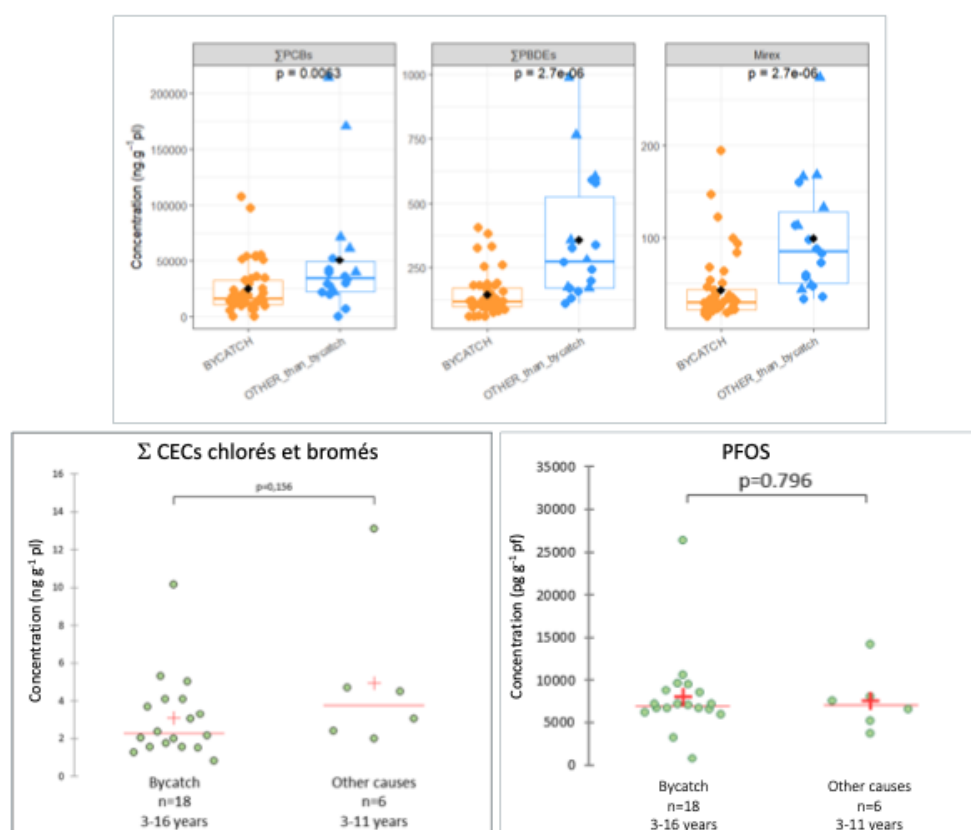 ΣPCBs
ΣPBDEs
Mirex
p = 0.0063
p = 2.7e-06
p = 2.7e-06
Concentration (ng.g⁻¹pl)
200000
150000
100000
50000
0
1000
750
500
250
200
100
BYCATCH
OTHER_than_bycatch
BYCATCH
OTHER_than_bycatch
BYCATCH
OTHER_than_bycatch
Σ CECs chlorés et bromés
p=0,156
Concentration (ng g⁻¹ pl)
16
14
12
10
8
6
4
2
0
Bycatch
n=18
3-16 years
Other causes
n=6
3-11 years
PFOS
p=0.796
Concentration (pg g⁻¹ pf)
35000
30000
25000
20000
15000
10000
5000
0
Bycatch
n=18
3-16 years
Other causes
n=6
3-11 years